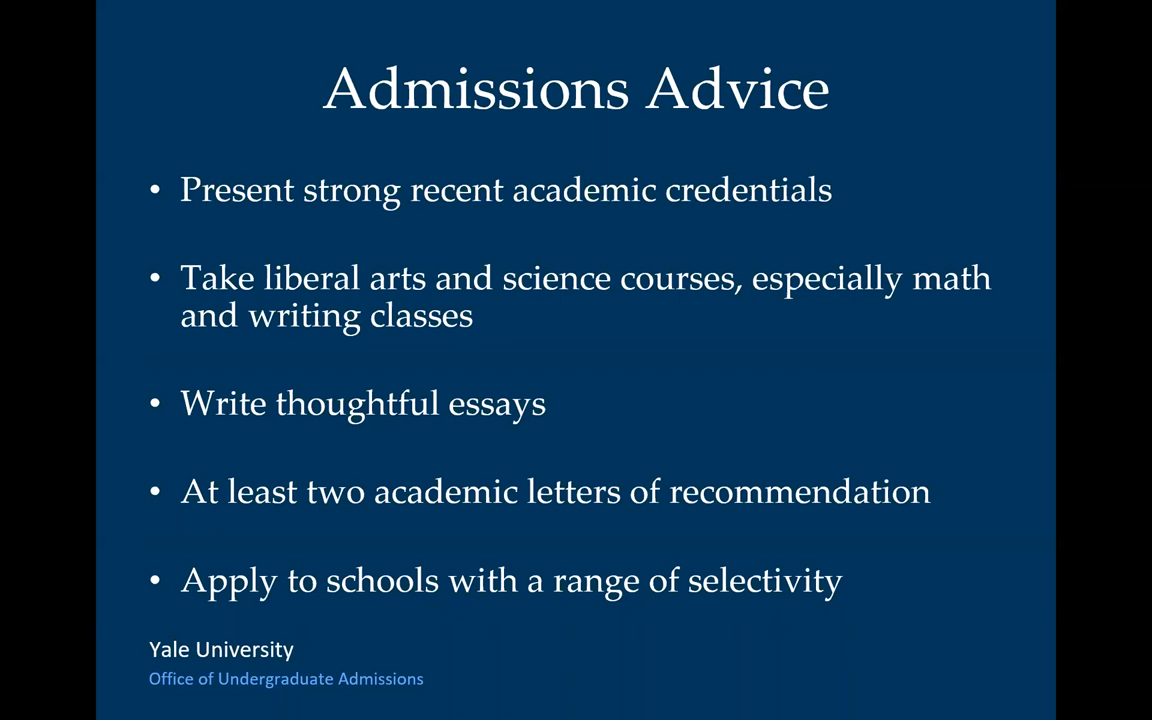 Admissions Advice
• Present strong recent academic credentials
• Take liberal arts and science courses, especially math
and writing classes
• Write thoughtful essays
• At least two academic letters of recommendation
• Apply to schools with a range of selectivity
Yale University
Office of Undergraduate Admissions